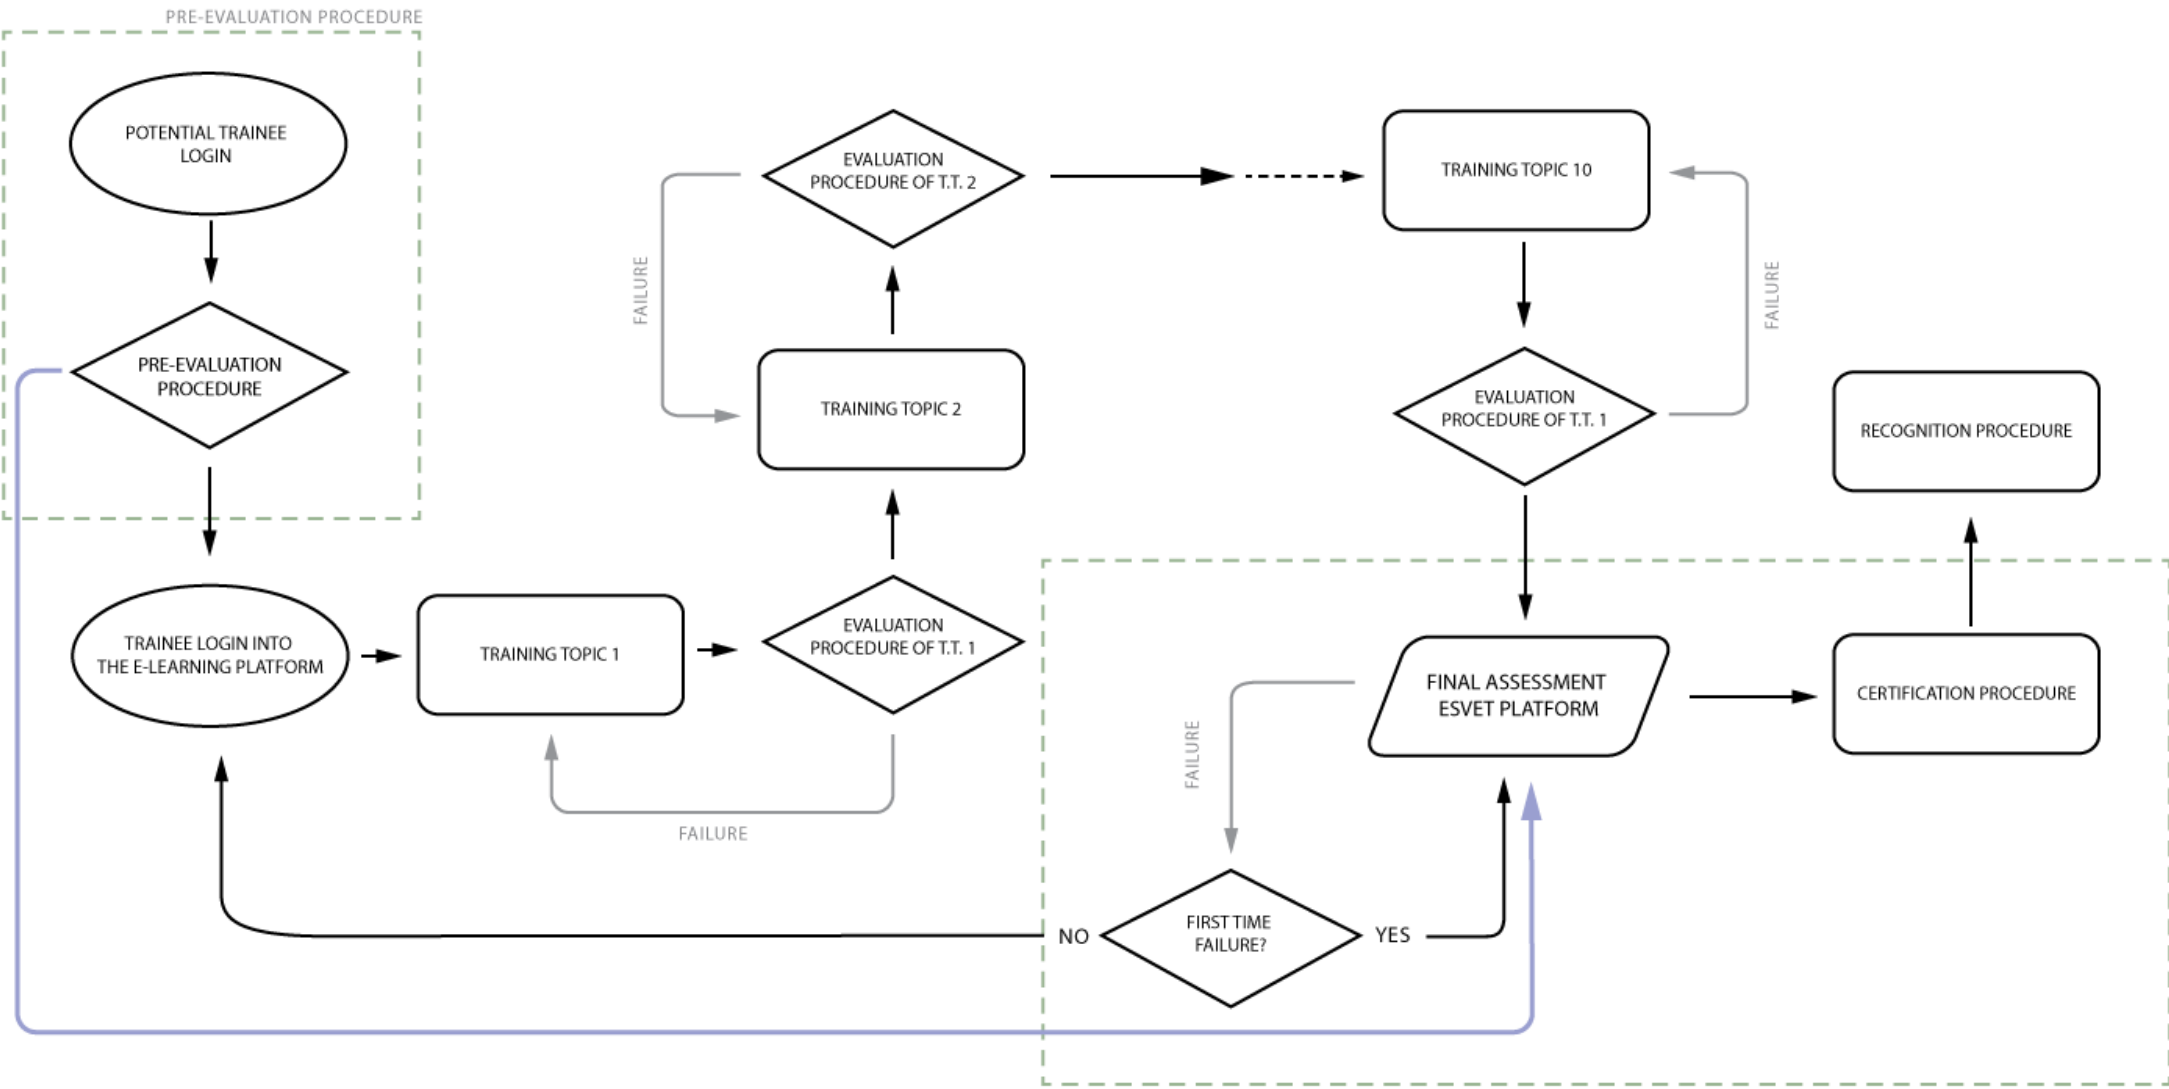 PRE-EVALUATION PROCEDURE
POTENTIAL TRAINEE
LOGIN
PRE-EVALUATION
PROCEDURE
TRAINEE LOGIN INTO
THE E-LEARNING PLATFORM
TRAINING TOPIC 1
EVALUATION
PROCEDURE OF T.T. 1
FAILURE
TRAINING TOPIC 2
EVALUATION
PROCEDURE OF T.T. 2
FAILURE
TRAINING TOPIC 10
EVALUATION
PROCEDURE OF T.T. 1
FAILURE
FINAL ASSESSMENT
ESVET PLATFORM
FAILURE
FIRST TIME
FAILURE?
NO
YES
CERTIFICATION PROCEDURE
RECOGNITION PROCEDURE